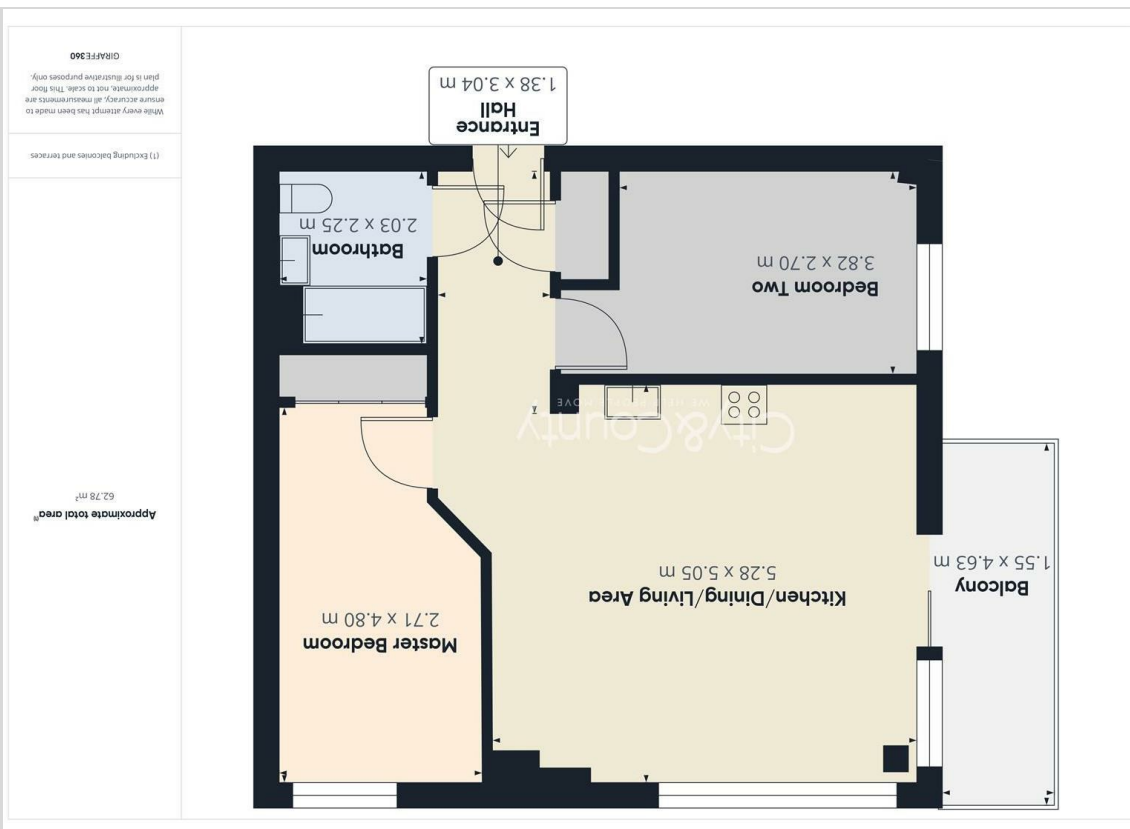 Balcony
1.55 x 4.63 m
Kitchen/Dining/Living Area
5.28 x 5.05 m
Master Bedroom
2.71 x 4.80 m
City&County
WE HELP MOVE
Bedroom Two
3.82 x 2.70 m
Bathroom
2.03 x 2.25 m
Entrance
Hall
1.38 x 3.04 m
Approximate total area⁽¹⁾
62.78 m²
(1) Excluding balconies and terraces
While every attempt has been made to
ensure accuracy, all measurements are
approximate, not to scale. This floor
plan is for illustrative purposes only.
GIRAFFE360